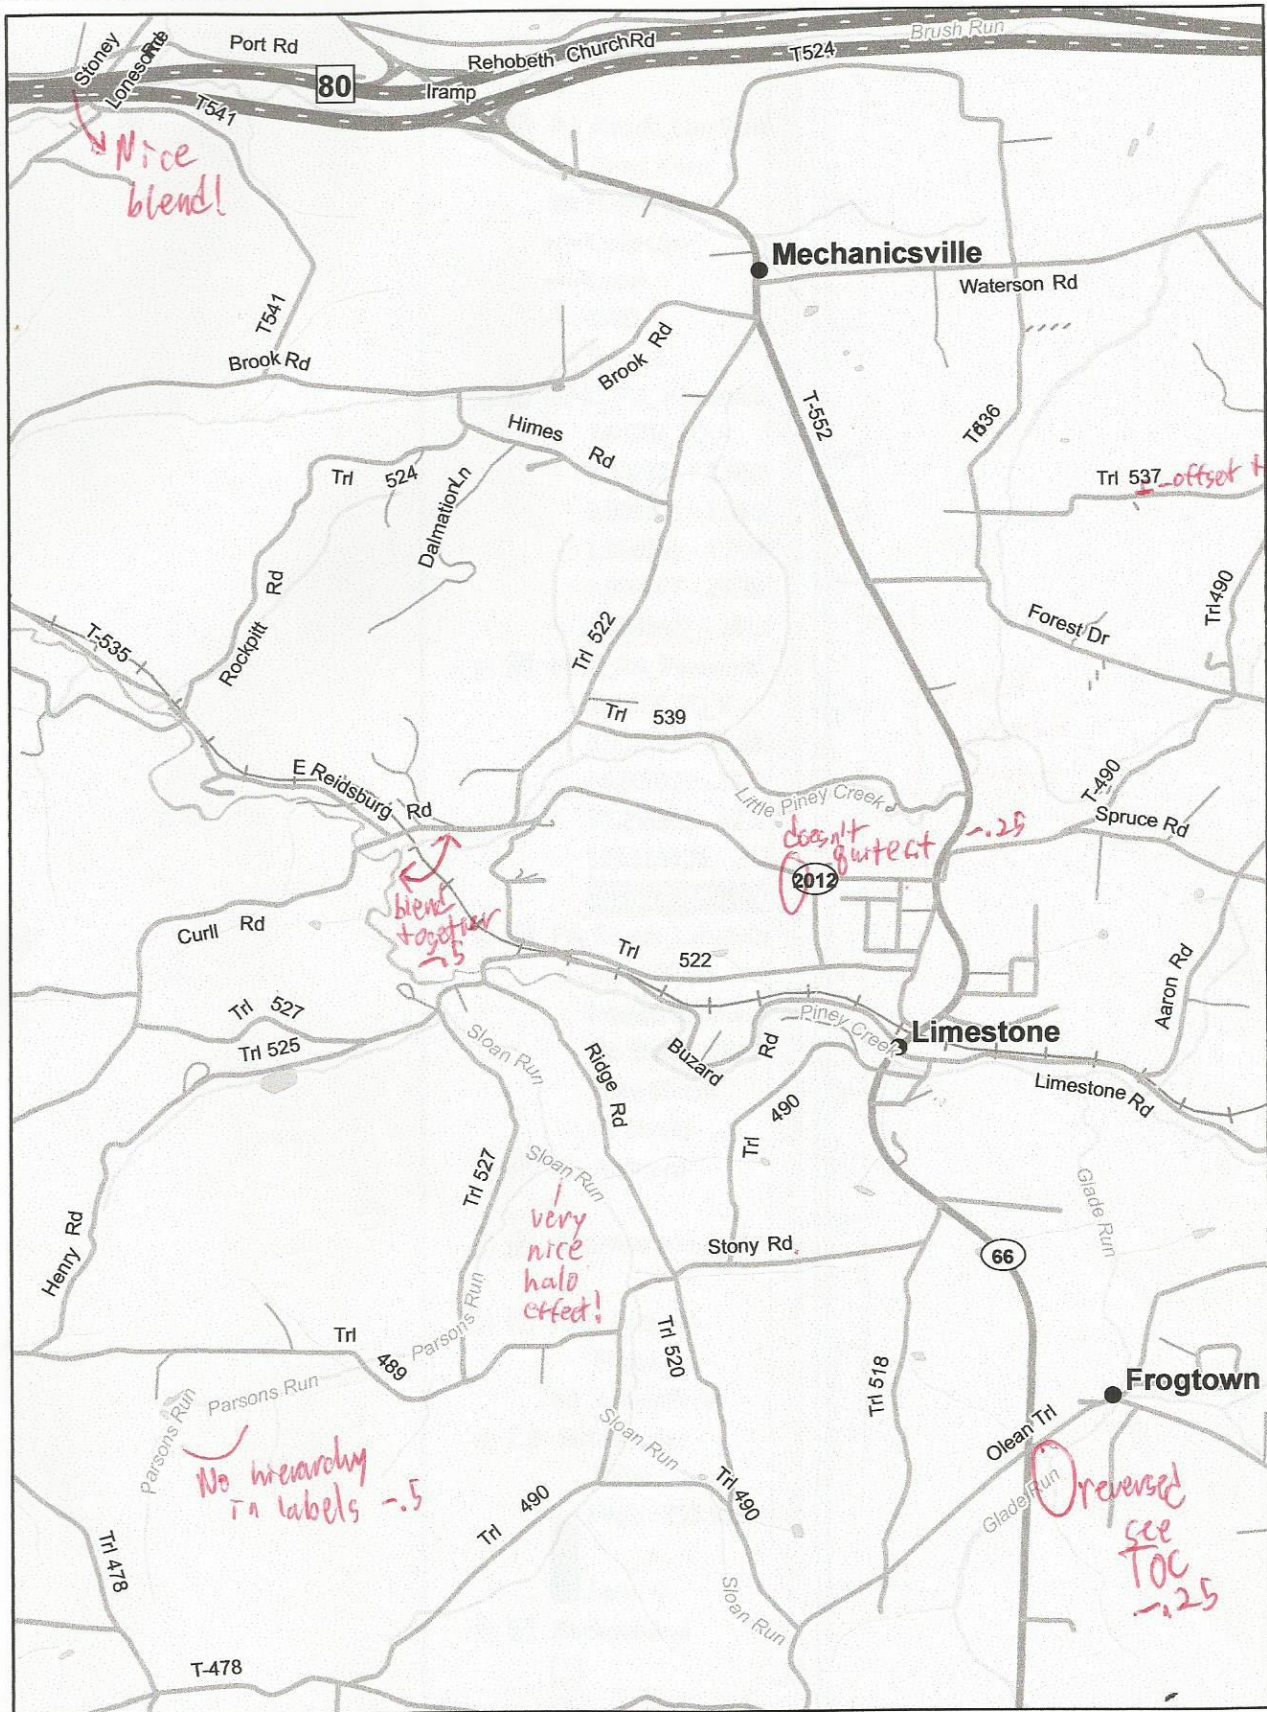 Stoney
Lonesome Rd
Port Rd
80
Rehobeth Church Rd
Iramp
Brush Run
T524
T541
Nice
blend!
Mechanicsville
Waterson Rd
T541
Brook Rd
Brook Rd
T-552
Himes Rd
Trl 524
Dalmation Ln
Trl 537
-offset
Rockpitt Rd
T-535
Trl 522
Forest Dr
Trl 490
Trl 539
E Reidsburg Rd
Little Piney Creek
T-490
Spruce Rd
doesn't
-.25
2012
blend
together
-.5
Curll Rd
Trl 522
Aaron Rd
Trl 527
Trl 525
Sloan Run
Ridge Rd
Buzard Rd
Piney Creek
Limestone
Limestone Rd
Trl 490
Trl 527
Sloan Run
very
nice
halo
effect!
Glade Run
Henry Rd
Stony Rd
66
Parsons Run
Trl 489
Trl 520
Trl 518
Frogtown
Parsons Run
Parsons Run
Olean Trl
Sloan Run
No hierarchy
in labels -.5
Trl 490
Trl 490
Glade Run
reversed
see
TOC
-.25
Trl 478
Sloan Run
T-478